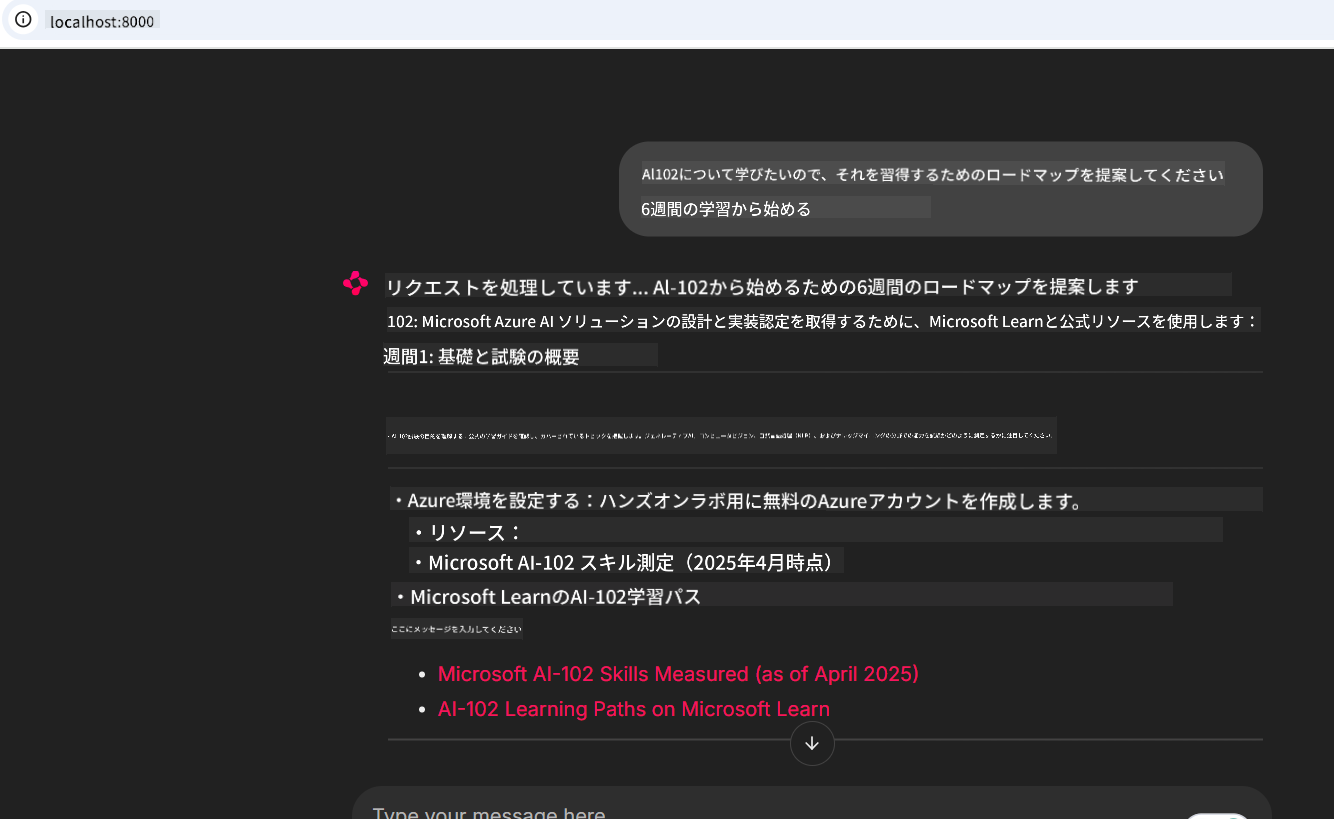 localhost:8000
AI102について学びたいので、それを習得するためのロードマップを提案してください
6週間の学習から始める
リクエストを処理しています... AI-102から始めるための6週間のロードマップを提案します
102: Microsoft Azure AI ソリューションの設計と実装認定を取得するために、Microsoft Learnと公式リソースを使用します：
週間1: 基礎と試験の概要
・Azure環境を設定する：ハンズオンラボ用に無料のAzureアカウントを作成します。
・リソース：
・Microsoft AI-102 スキル測定（2025年4月時点）
・Microsoft LearnのAI-102学習パス
ここにメッセージを入力してください
• Microsoft AI-102 Skills Measured (as of April 2025)
• AI-102 Learning Paths on Microsoft Learn
Type your message here